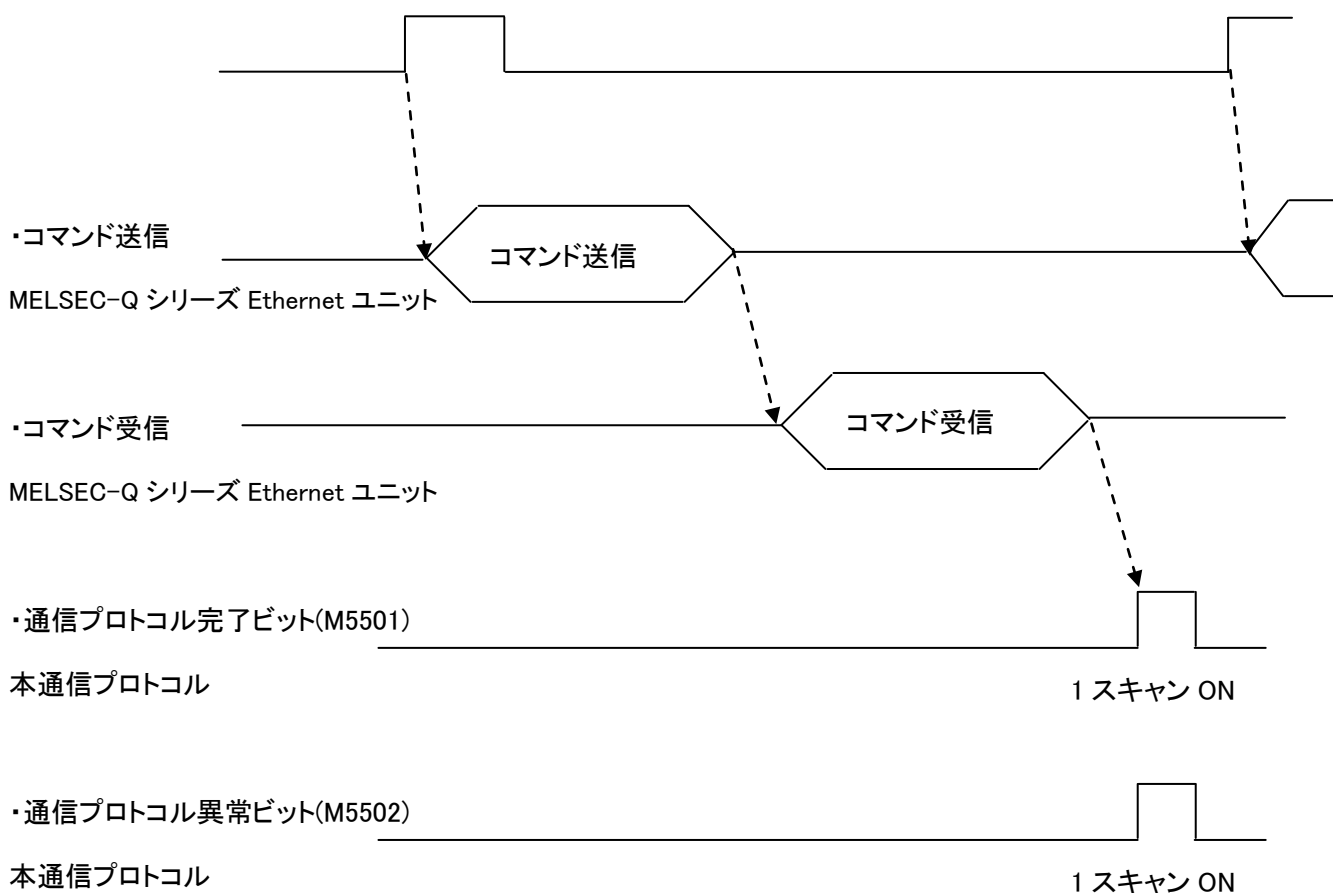 ・コマンド送信
コマンド送信
MELSEC-Q シリーズ Ethernet ユニット
・コマンド受信
コマンド受信
MELSEC-Q シリーズ Ethernet ユニット
・通信プロトコル完了ビット(M5501)
本通信プロトコル
1 スキャン ON
・通信プロトコル異常ビット(M5502)
本通信プロトコル
1 スキャン ON